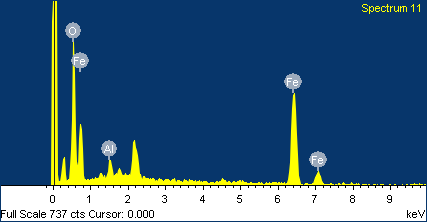 Spectrum 11
O
Fe
Fe
Al
Fe
0 1 2 3 4 5 6 7 8 9
Full Scale 737 cts Cursor: 0.000 keV